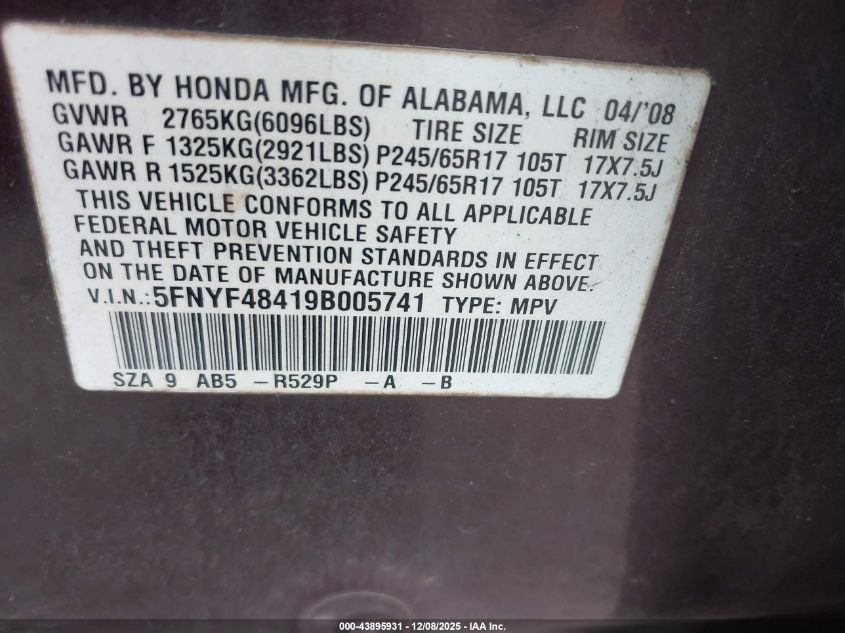 MFD. BY HONDA MFG. OF ALABAMA, LLC 04/'08
GVWR 2765KG(6096LBS) TIRE SIZE RIM SIZE
GAWR F 1325KG(2921LBS) P245/65R17 105T 17X7.5J
GAWR R 1525KG(3362LBS) P245/65R17 105T 17X7.5J
THIS VEHICLE CONFORMS TO ALL APPLICABLE
FEDERAL MOTOR VEHICLE SAFETY
AND THEFT PREVENTION STANDARDS IN EFFECT
ON THE DATE OF MANUFACTURE SHOWN ABOVE.
V.I.N.:5FNYF48419B005741 TYPE: MPV
SZA 9 AB5 -R529P -A -B
000-43895931 - 12/08/2025 - IAA Inc.